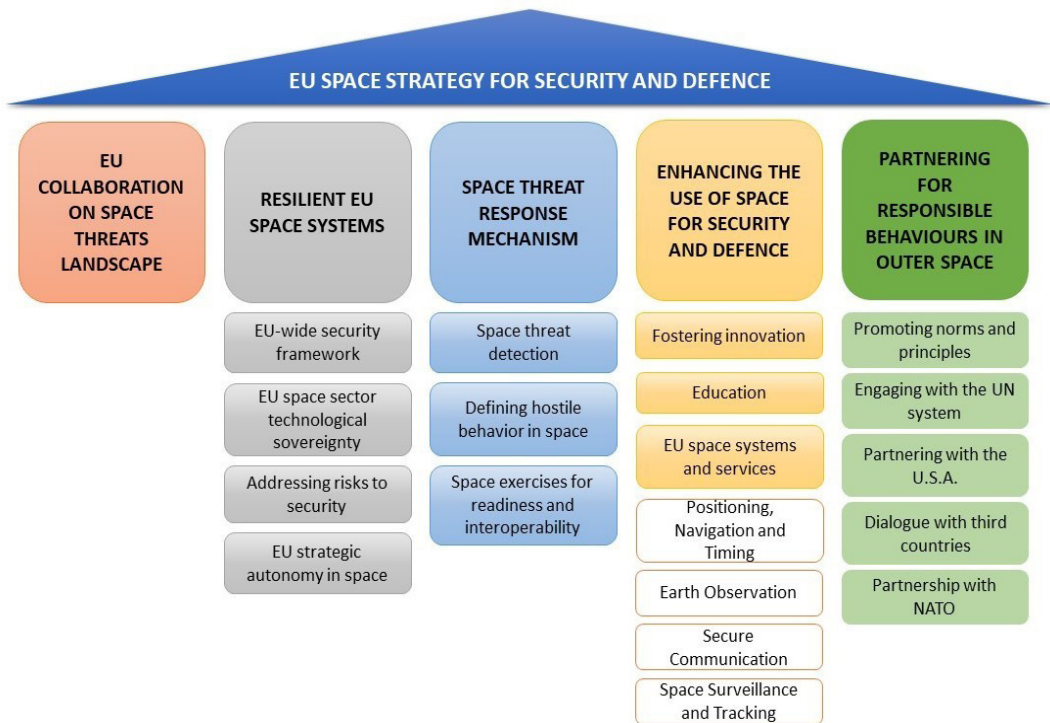 EU SPACE STRATEGY FOR SECURITY AND DEFENCE
EU
COLLABORATION
ON SPACE
THREATS
LANDSCAPE
RESILIENT EU
SPACE SYSTEMS
EU-wide security
framework
EU space sector
technological
sovereignty
Addressing risks to
security
EU strategic
autonomy in space
SPACE THREAT
RESPONSE
MECHANISM
Space threat
detection
Defining hostile
behavior in space
Space exercises for
readiness and
interoperability
ENHANCING THE
USE OF SPACE
FOR SECURITY
AND DEFENCE
Fostering innovation
Education
EU space systems
and services
Positioning,
Navigation and
Timing
Earth Observation
Secure
Communication
Space Surveillance
and Tracking
PARTNERING
FOR
RESPONSIBLE
BEHAVIOURS IN
OUTER SPACE
Promoting norms and
principles
Engaging with the UN
system
Partnering with the
U.S.A.
Dialogue with third
countries
Partnership with
NATO